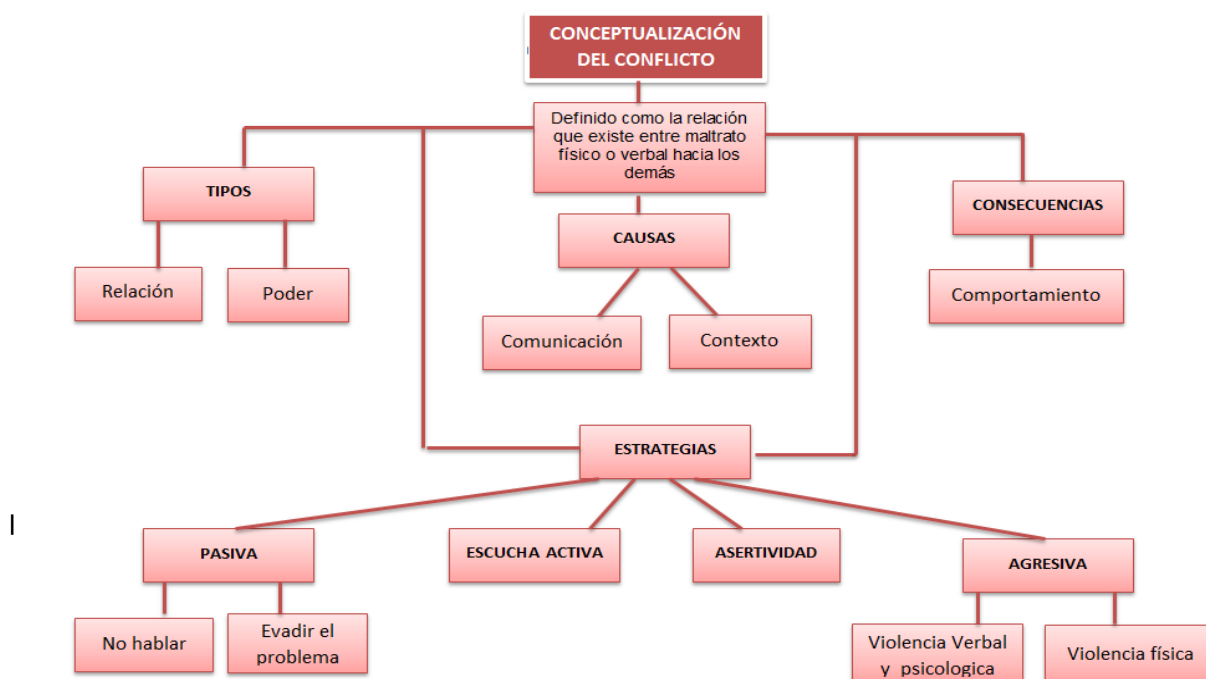 CONCEPTUALIZACIÓN
DEL CONFLICTO
Definido como la relación
que existe entre maltrato
físico o verbal hacia los
demás
TIPOS
Relación
Poder
CAUSAS
Comunicación
Contexto
CONSECUENCIAS
Comportamiento
ESTRATEGIAS
PASIVA
No hablar
Evadir el
problema
ESCUCHA ACTIVA
ASERTIVIDAD
AGRESIVA
Violencia Verbal
y psicologica
Violencia física